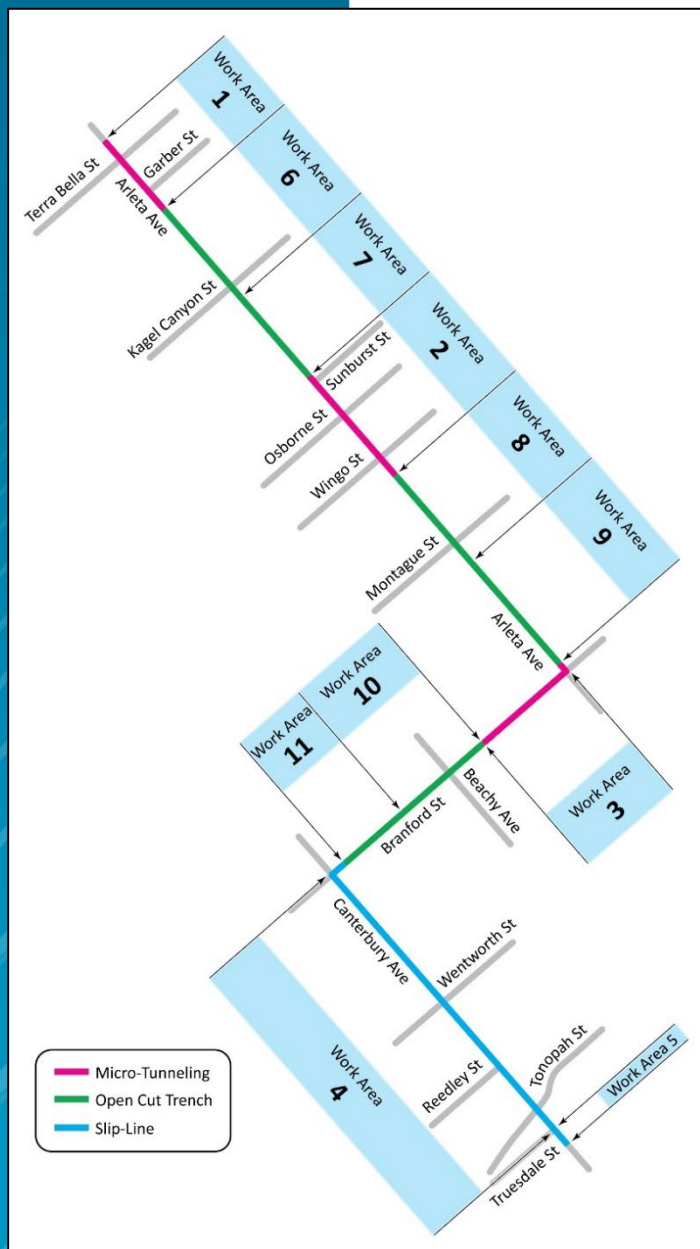 Work Area
1
Work Area
6
Work Area
7
Work Area
2
Work Area
8
Work Area
9
Terra Bella St
Garber St
Arleta Ave
Kagel Canyon St
Sunburst St
Osborne St
Wingo St
Montague St
Arleta Ave
Work Area
10
Work Area
11
Work Area
3
Beachy Ave
Branford St
Canterbury Ave
Wentworth St
Work Area
4
Reedley St
Tonopah St
Work Area 5
Truesdale St
Micro-Tunneling
Open Cut Trench
Slip-Line